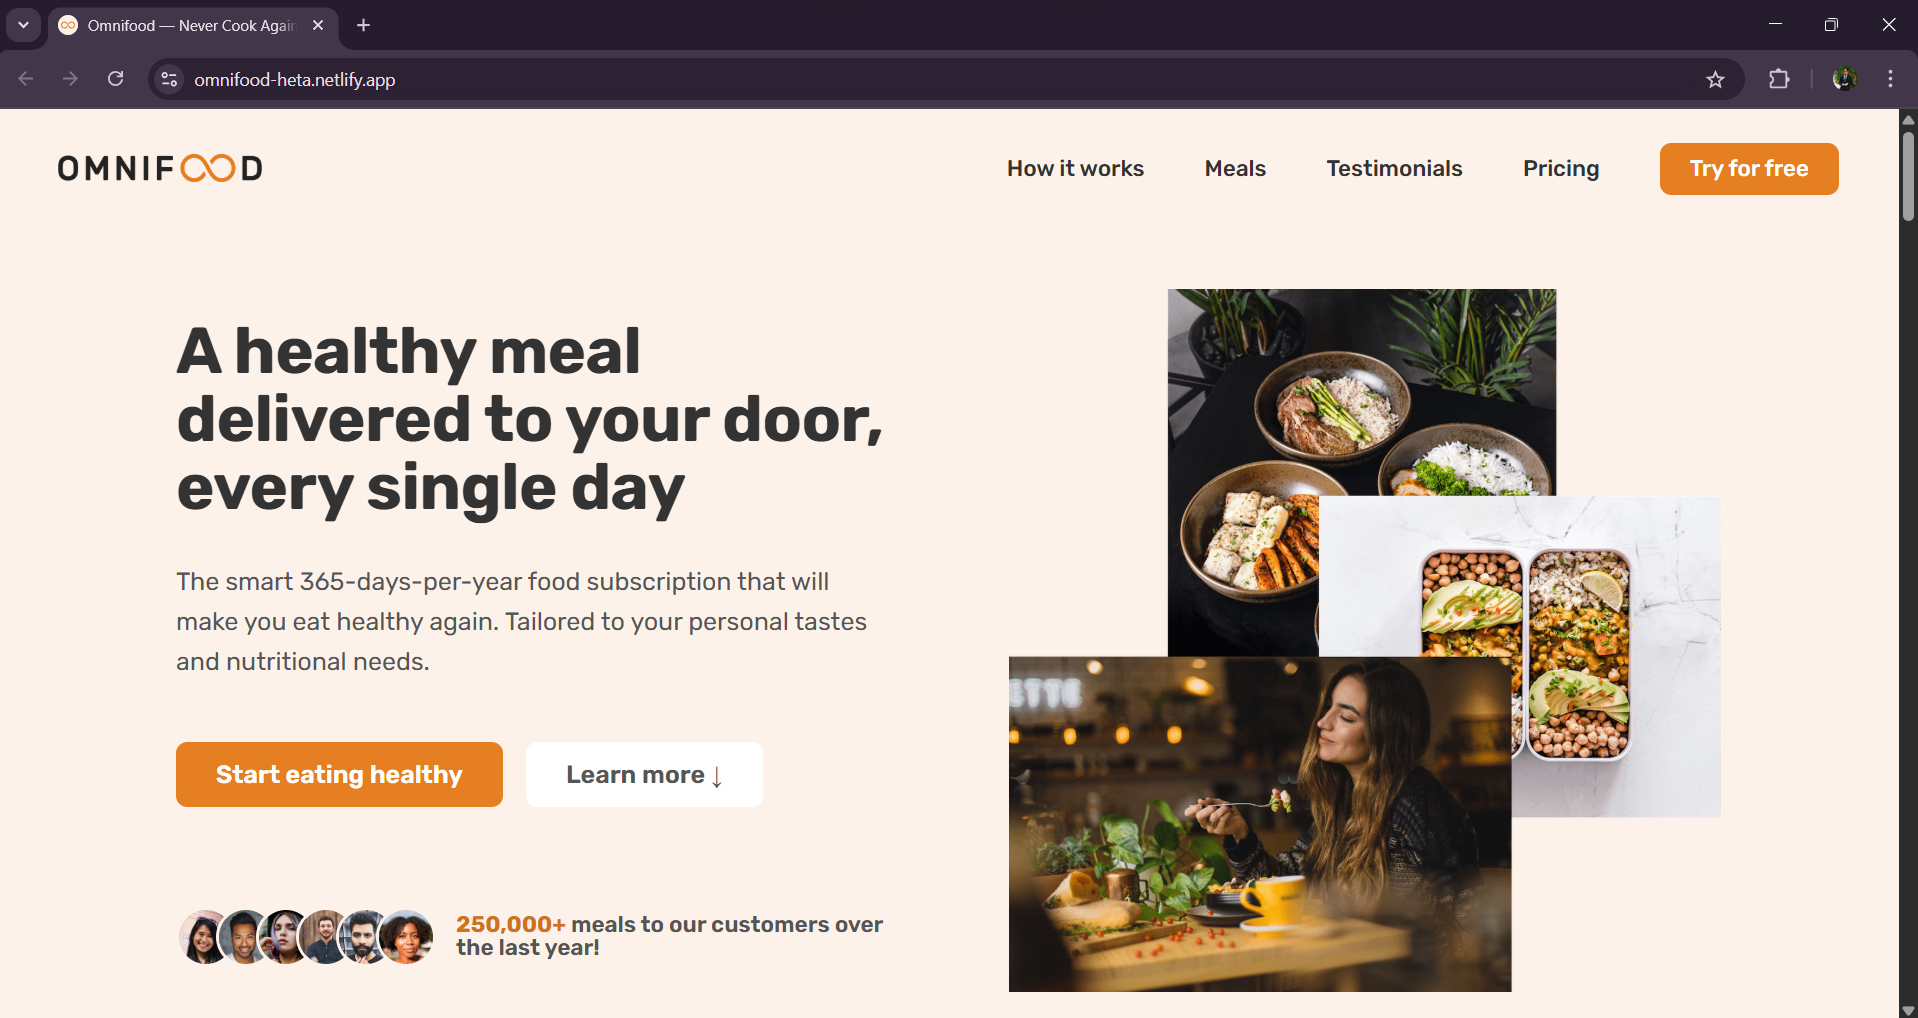 Omnifood — Never Cook Again
omnifood-heta.netlify.app
OMNIFOOD
How it works
Meals
Testimonials
Pricing
Try for free
A healthy meal
delivered to your door,
every single day
The smart 365-days-per-year food subscription that will
make you eat healthy again. Tailored to your personal tastes
and nutritional needs.
Start eating healthy
Learn more ↓
ETTE
250,000+ meals to our customers over
the last year!